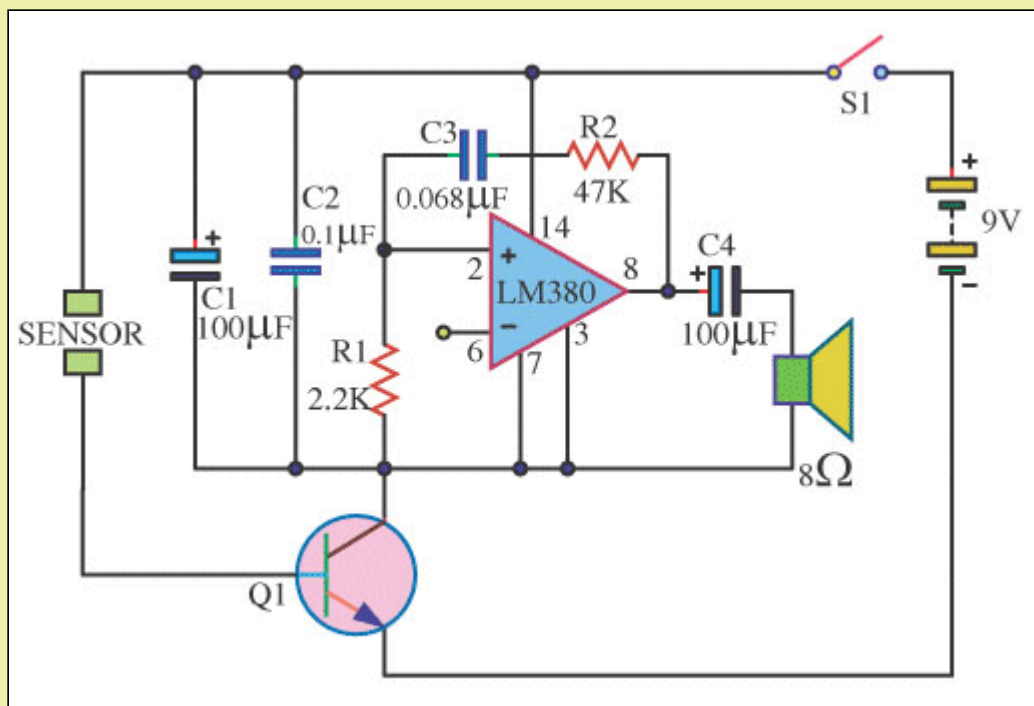 S1
C3
0.068µF
R2
47K
+
9V
-
14
C2
0.1µF
+
C1
100µF
SENSOR
2
+
LM380
-
6
7
3
8
C4
+
100µF
R1
2.2K
8Ω
Q1